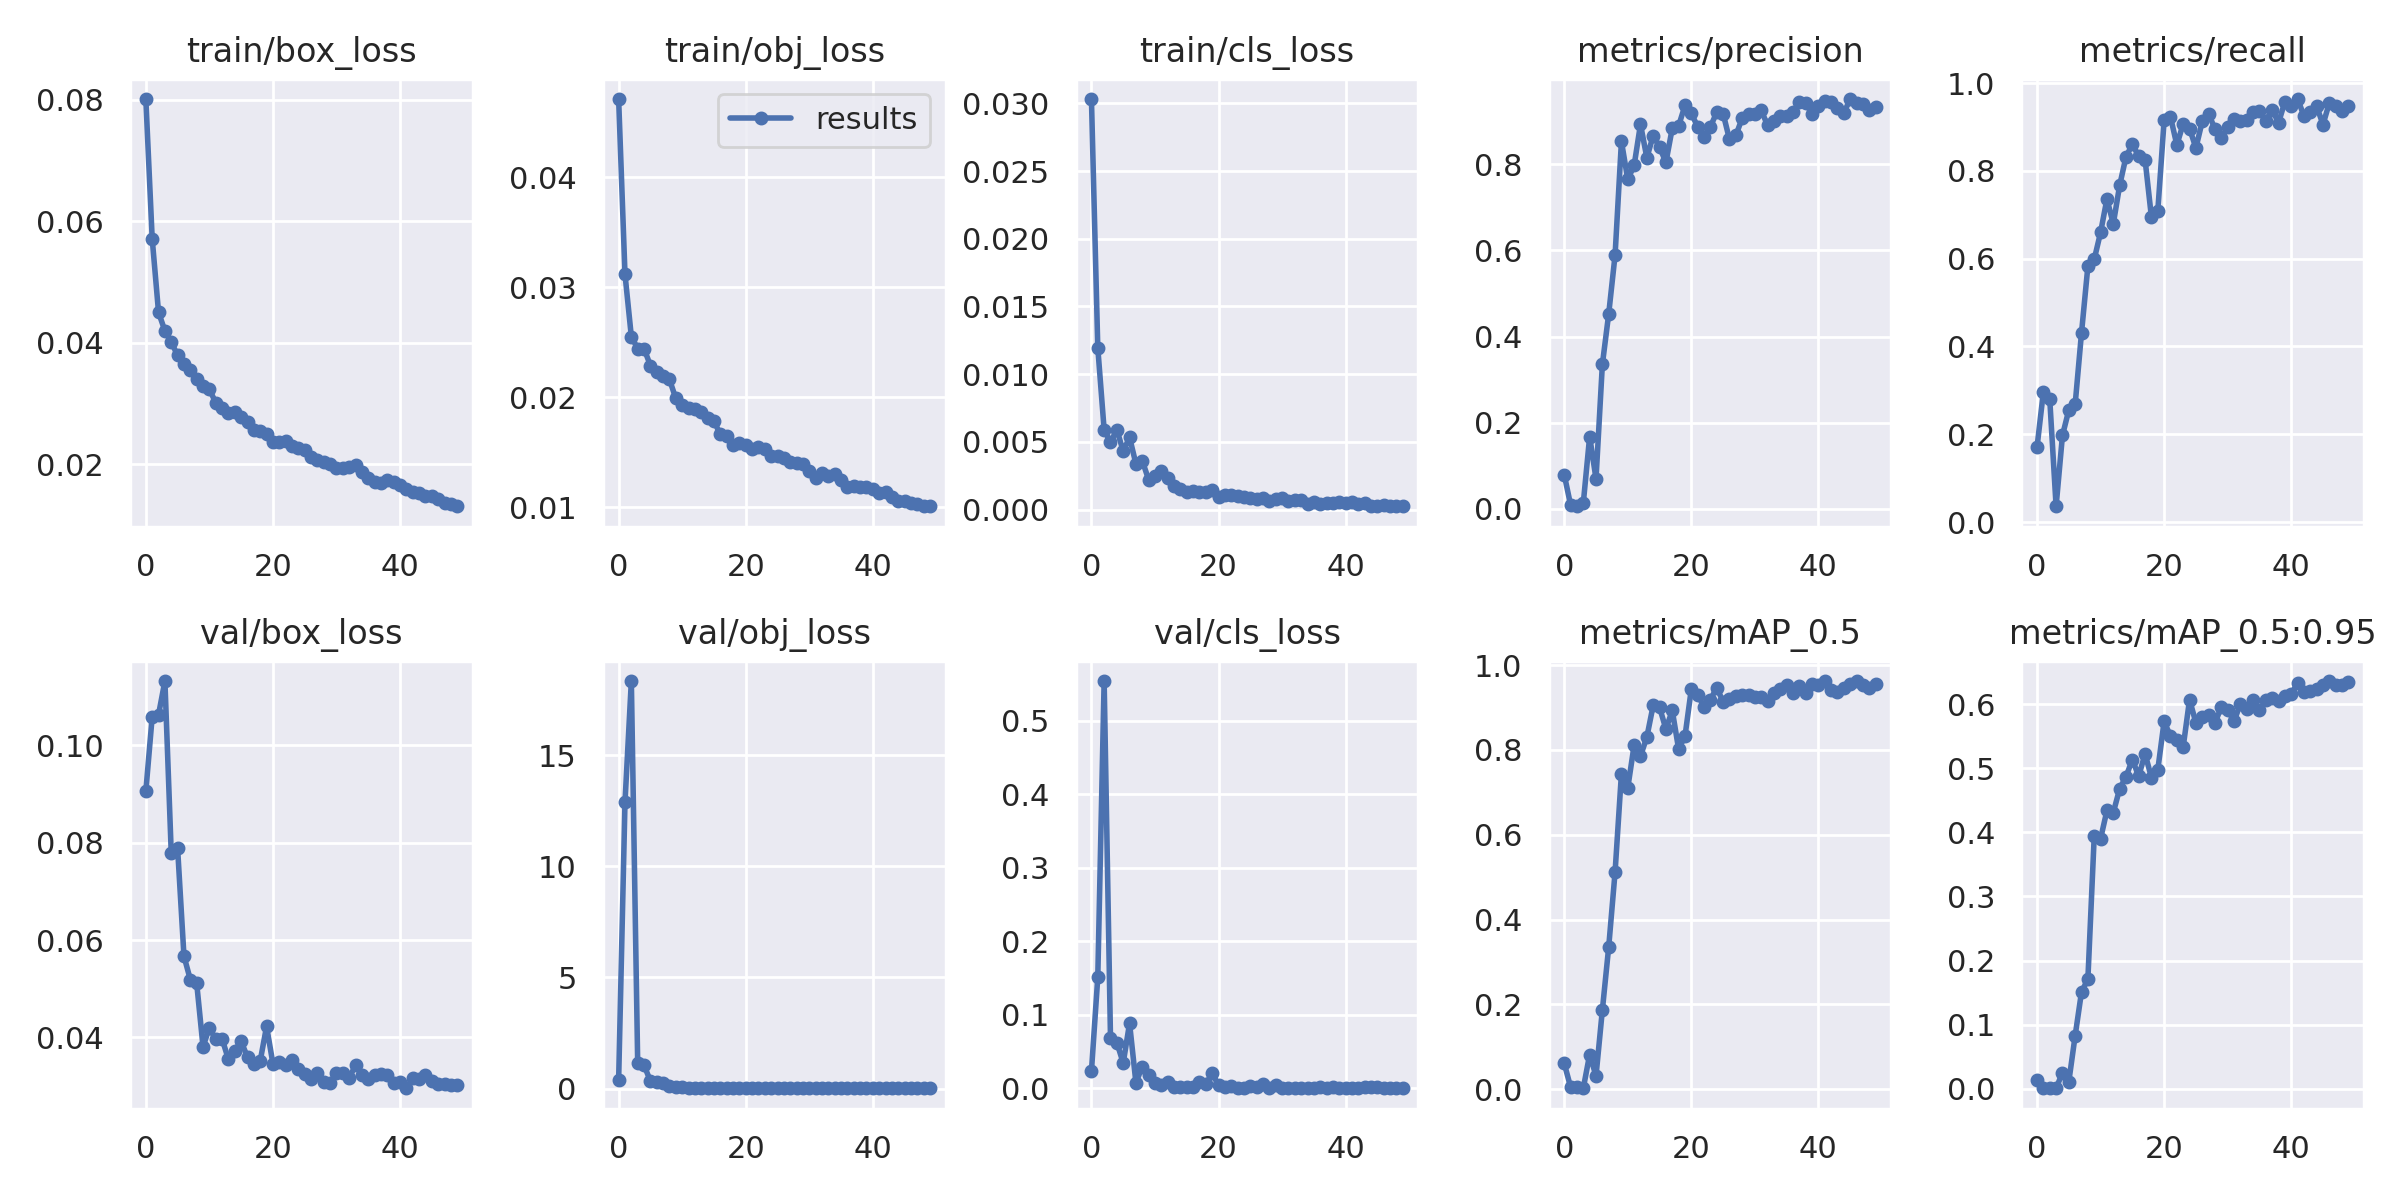 train/box_loss
0.08
0.06
0.04
0.02
0 20 40
train/obj_loss
results
0.04
0.03
0.02
0.01
0 20 40
train/cls_loss
0.030
0.025
0.020
0.015
0.010
0.005
0.000
0 20 40
metrics/precision
0.8
0.6
0.4
0.2
0.0
0 20 40
metrics/recall
1.0
0.8
0.6
0.4
0.2
0.0
0 20 40
val/box_loss
0.10
0.08
0.06
0.04
0 20 40
val/obj_loss
15
10
5
0
0 20 40
val/cls_loss
0.5
0.4
0.3
0.2
0.1
0.0
0 20 40
metrics/mAP_0.5
1.0
0.8
0.6
0.4
0.2
0.0
0 20 40
metrics/mAP_0.5:0.95
0.6
0.5
0.4
0.3
0.2
0.1
0.0
0 20 40